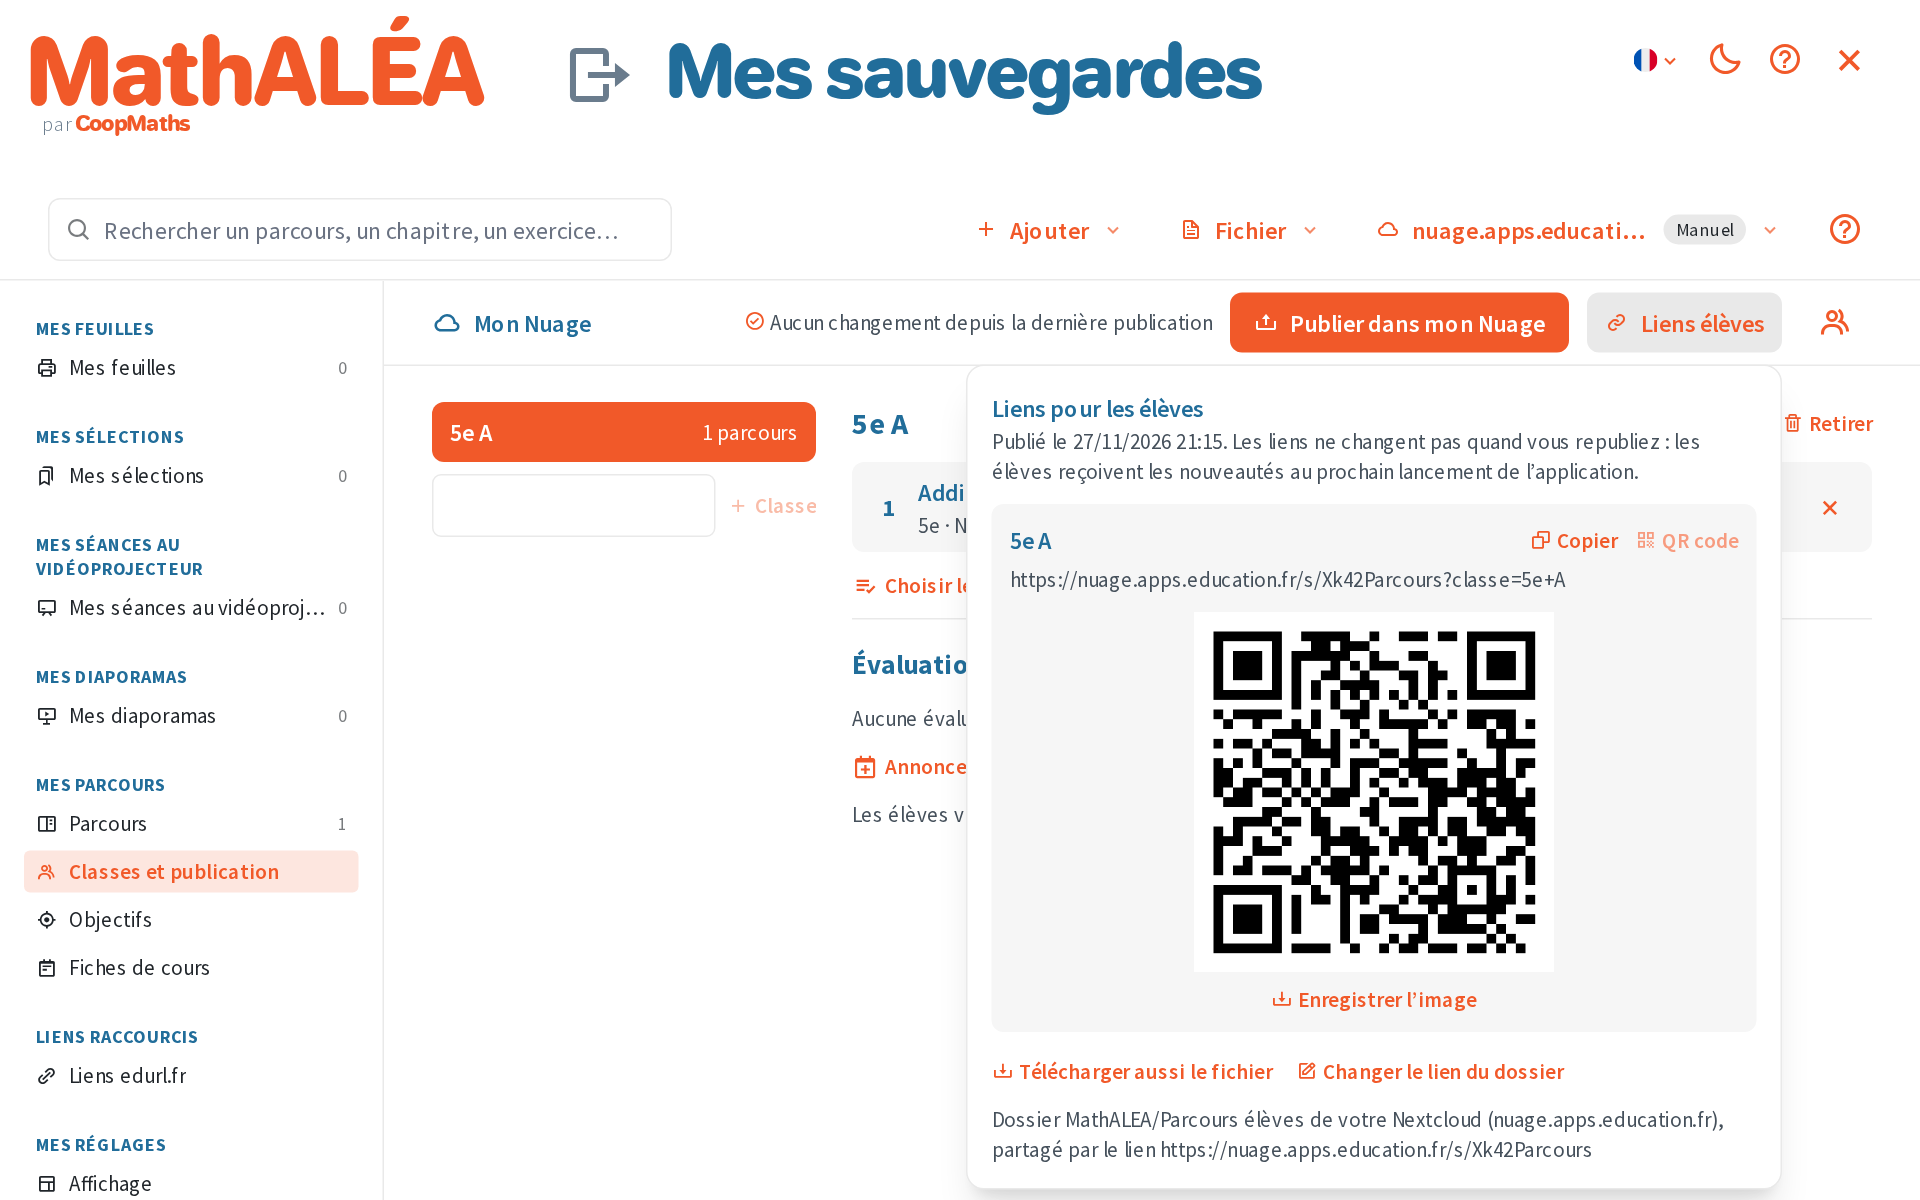 MathALÉA
par CoopMaths
Mes sauvegardes
Rechercher un parcours, un chapitre, un exercice…
Ajouter
Fichier
nuage.apps.educati…
Manuel
MES FEUILLES
Mes feuilles 0
MES SÉLECTIONS
Mes sélections 0
MES SÉANCES AU
VIDÉOPROJECTEUR
Mes séances au vidéoproj… 0
MES DIAPORAMAS
Mes diaporamas 0
MES PARCOURS
Parcours 1
Classes et publication
Objectifs
Fiches de cours
LIENS RACCOURCIS
Liens edurl.fr
MES RÉGLAGES
Affichage
Mon Nuage
Aucun changement depuis la dernière publication
Publier dans mon Nuage
Liens élèves
5e A 1 parcours
Classe
5e A
Retirer
1
Addi
5e · N
Choisir le
Évaluatio
Aucune évalu
Annonce
Les élèves v
Liens pour les élèves
Publié le 27/11/2026 21:15. Les liens ne changent pas quand vous republiez : les
élèves reçoivent les nouveautés au prochain lancement de l’application.
5e A
Copier
QR code
https://nuage.apps.education.fr/s/Xk42Parcours?classe=5e+A
Enregistrer l’image
Télécharger aussi le fichier
Changer le lien du dossier
Dossier MathALEA/Parcours élèves de votre Nextcloud (nuage.apps.education.fr),
partagé par le lien https://nuage.apps.education.fr/s/Xk42Parcours